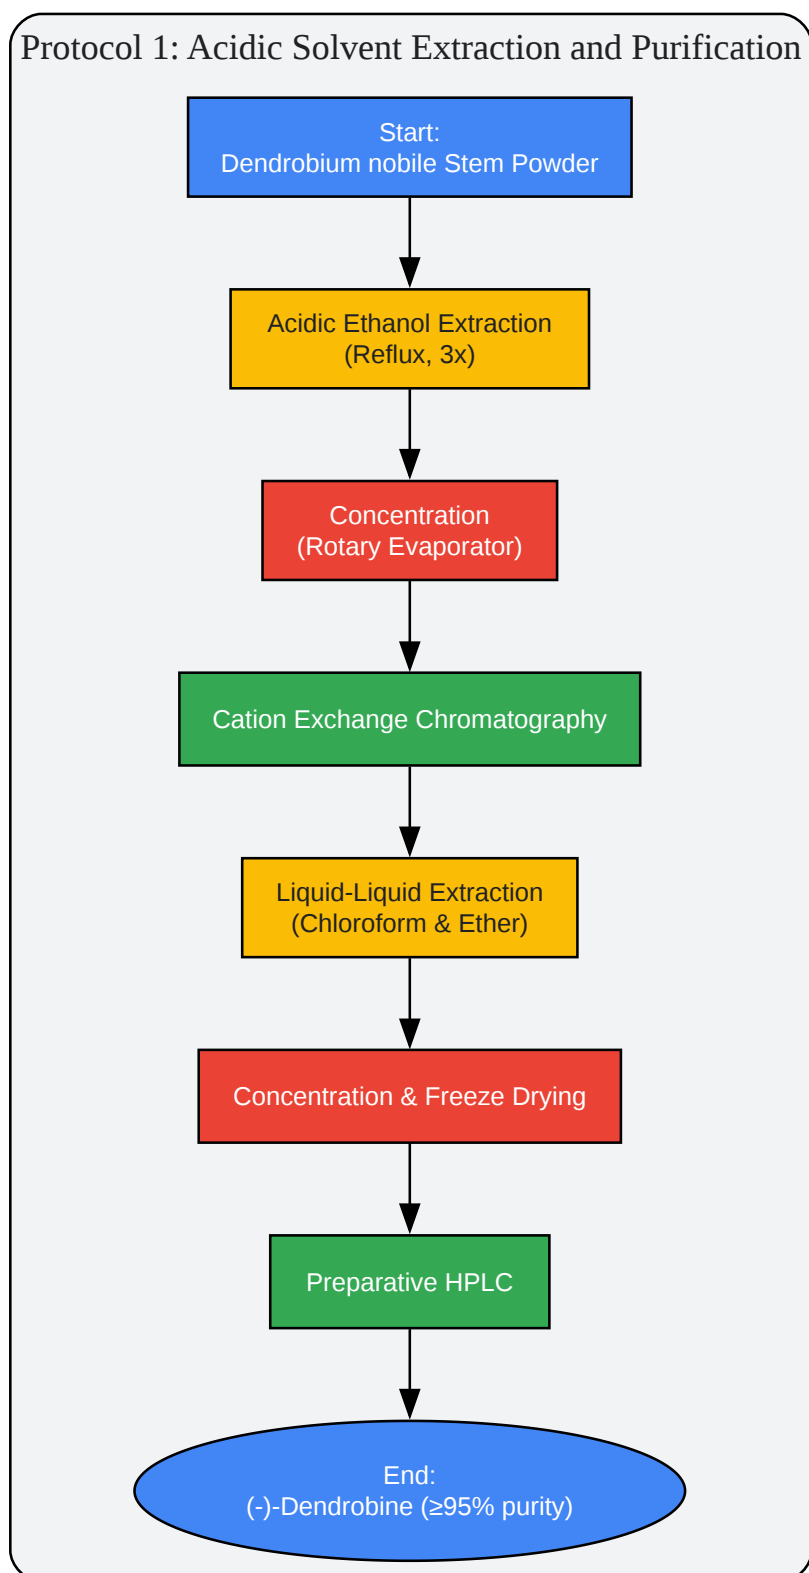 Protocol 1: Acidic Solvent Extraction and Purification
Start:
Dendrobium nobile Stem Powder
Acidic Ethanol Extraction
(Reflux, 3x)
Concentration
(Rotary Evaporator)
Cation Exchange Chromatography
Liquid-Liquid Extraction
(Chloroform & Ether)
Concentration & Freeze Drying
Preparative HPLC
End:
(-)-Dendrobine (≥95% purity)